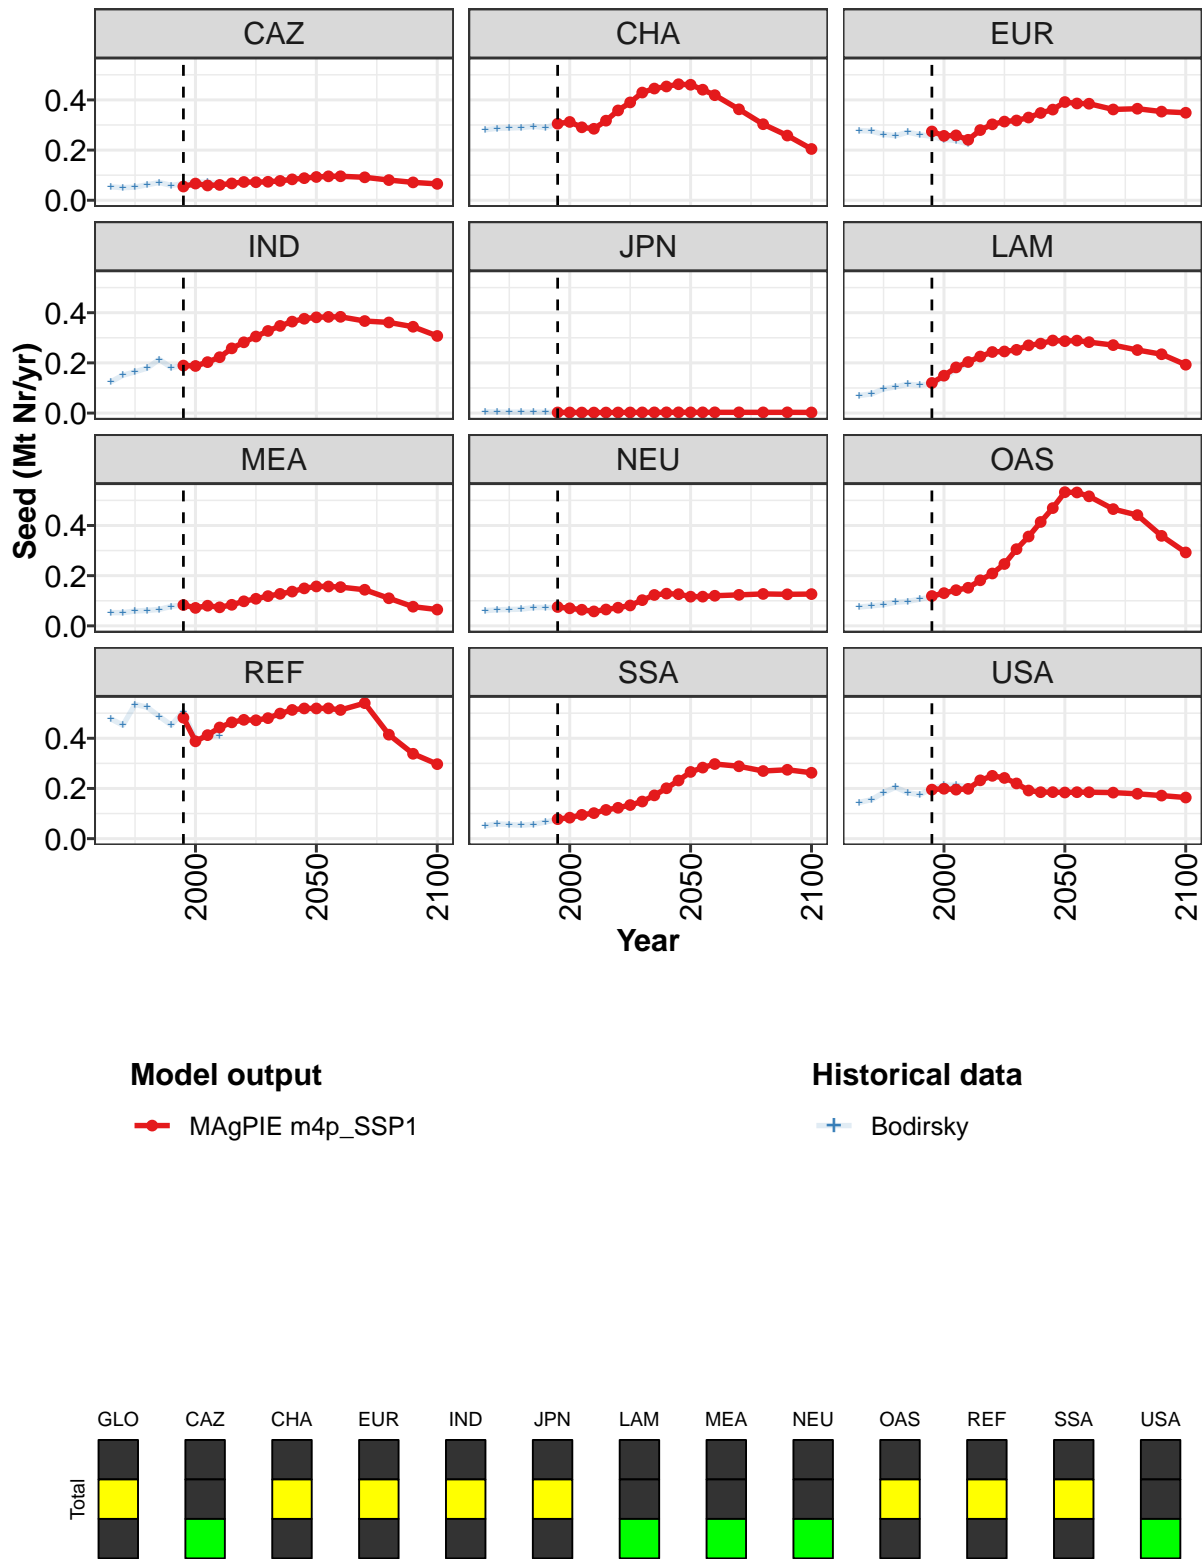 CAZ CHA EUR
0.4
0.2
0.0
IND JPN LAM
0.4
0.2
0.0
MEA NEU OAS
0.4
0.2
0.0
REF SSA USA
0.4
0.2
0.0
2000 2050 2100 2000 2050 2100 2000 2050 2100
Seed (Mt Nr/yr)
Year
Model output Historical data
MAgPIE m4p_SSP1 Bodirsky
GLO CAZ CHA EUR IND JPN LAM MEA NEU OAS REF SSA USA
Total